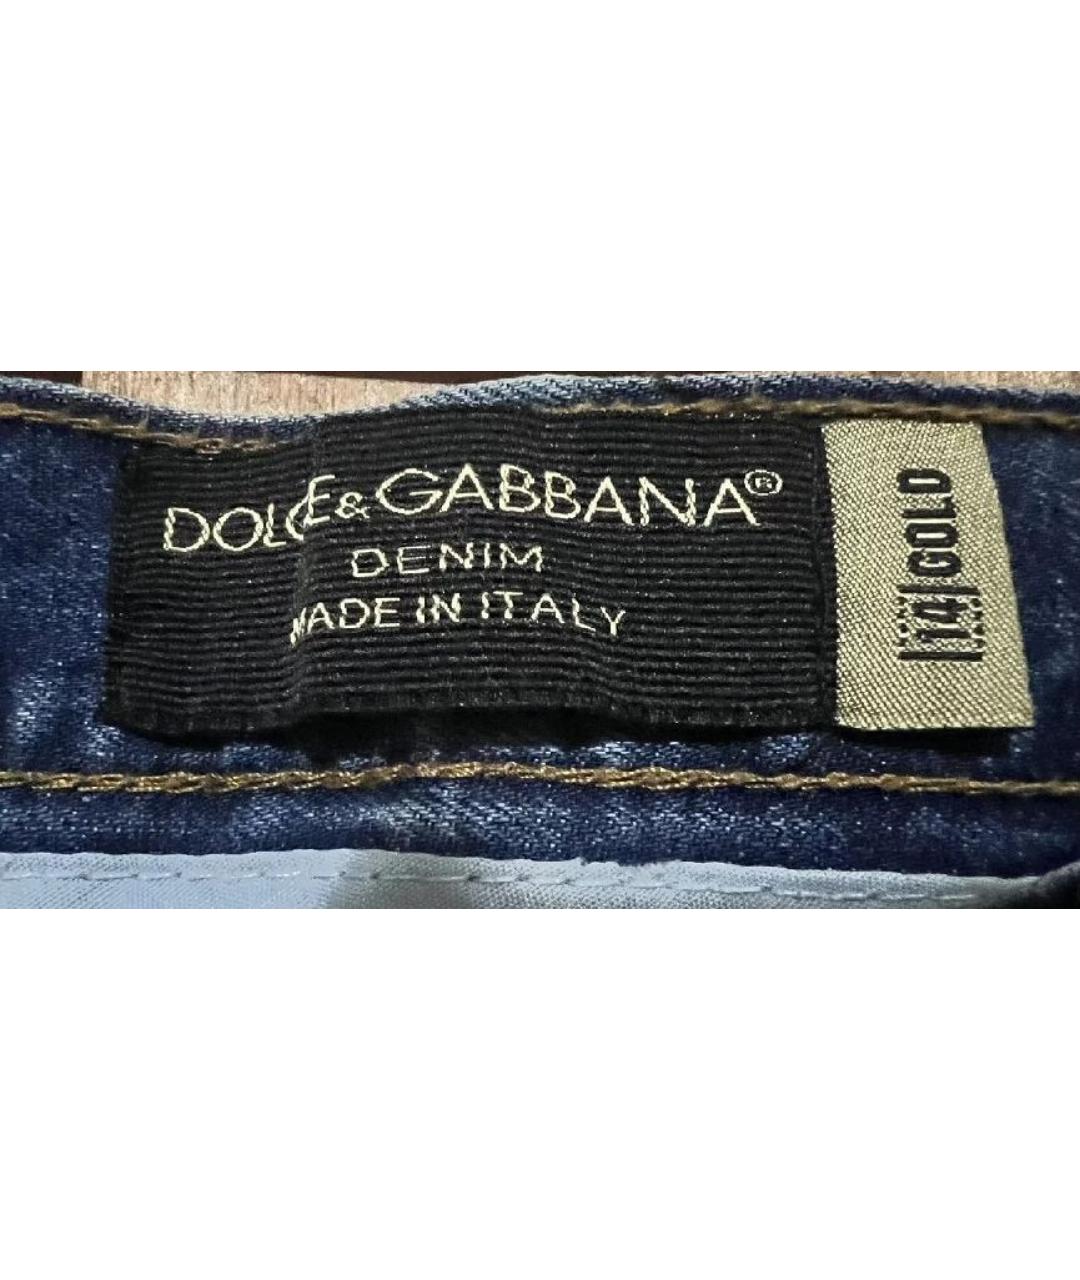 DOLCE&GABBANA®
DENIM
MADE IN ITALY
14 GOLD